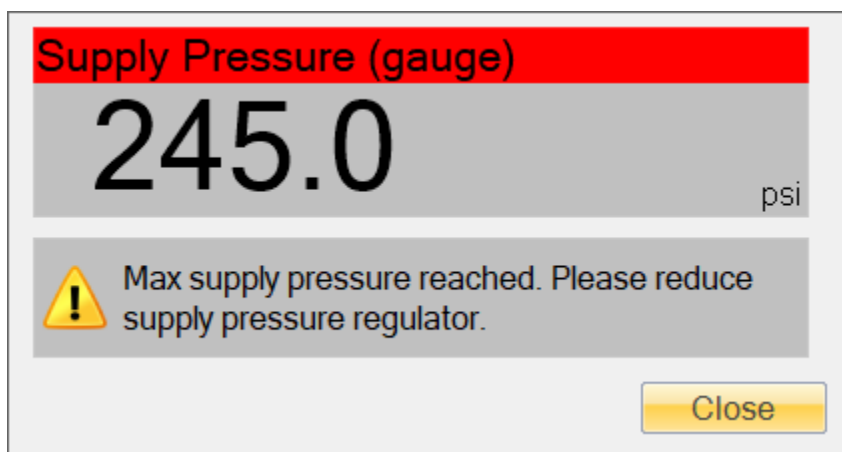 Supply Pressure (gauge)
245.0
psi
Max supply pressure reached. Please reduce
supply pressure regulator.
Close